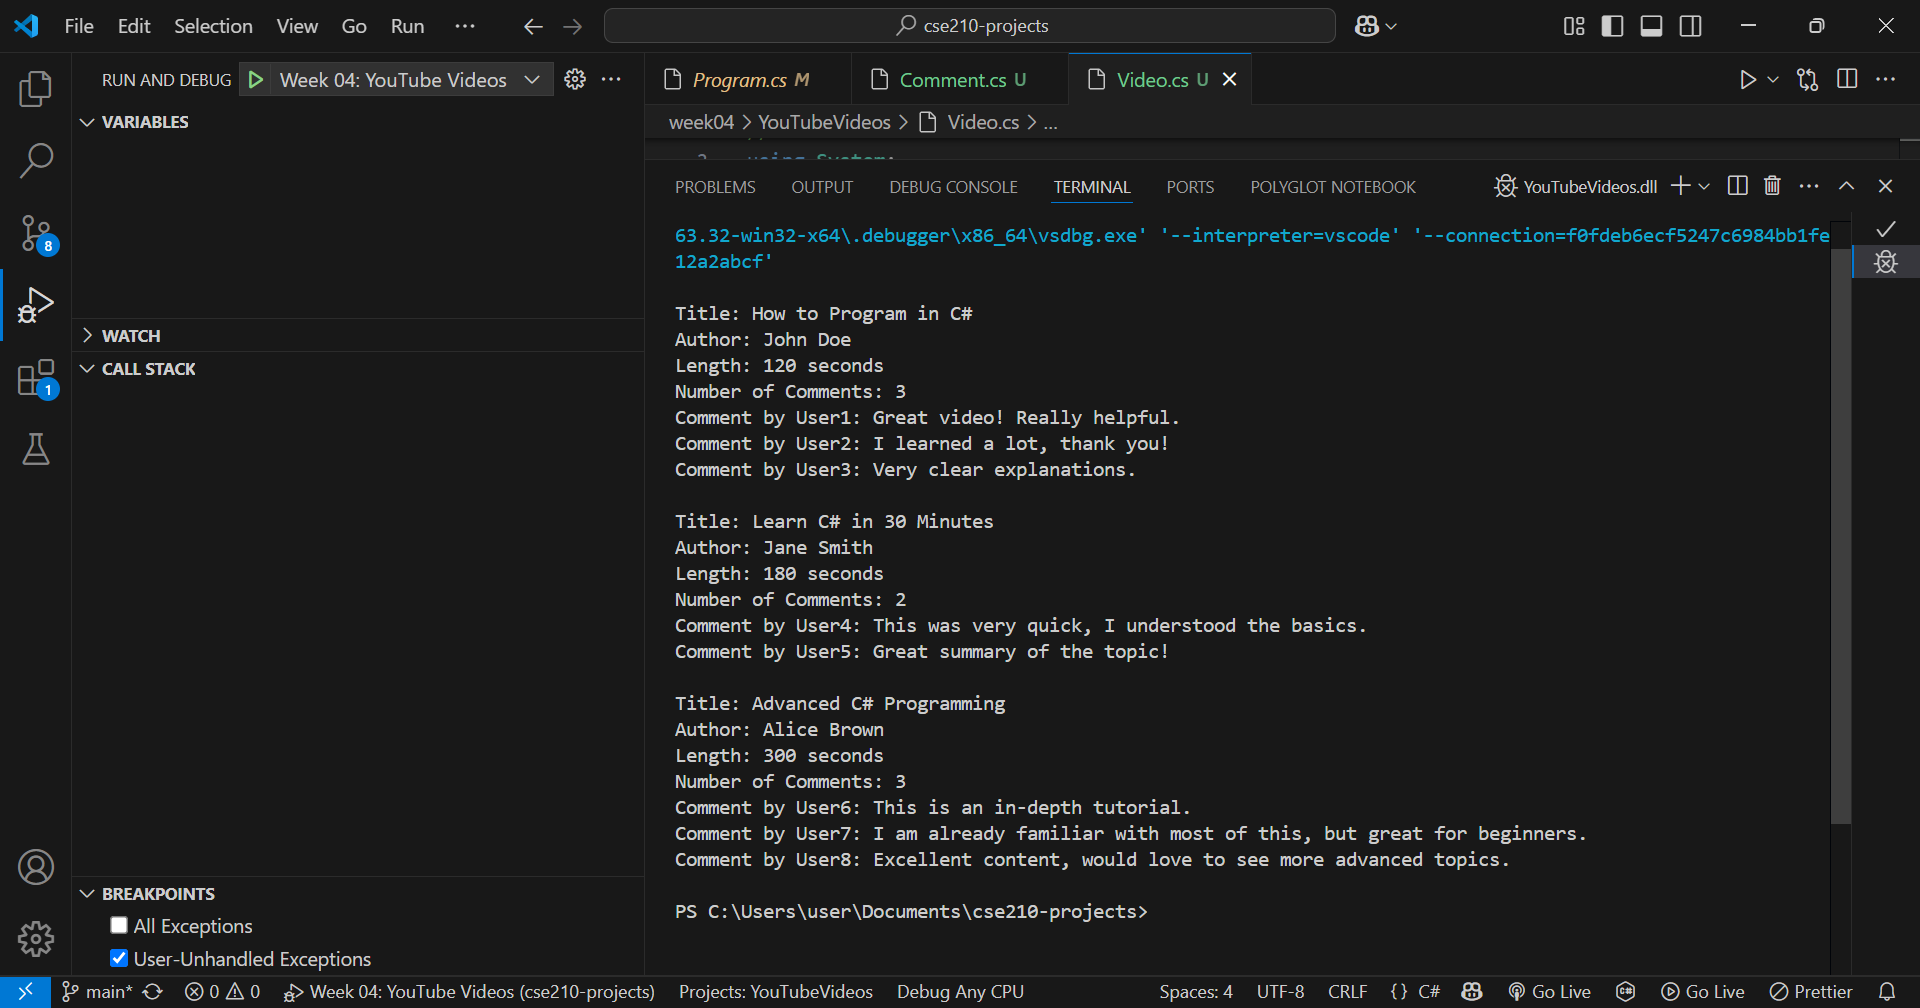 File Edit Selection View Go Run ··· cse210-projects
RUN AND DEBUG Week 04: YouTube Videos
Program.cs M Comment.cs U Video.cs U
VARIABLES
week04 > YouTubeVideos > Video.cs > ...
2 using System;
PROBLEMS OUTPUT DEBUG CONSOLE TERMINAL PORTS POLYGLOT NOTEBOOK YouTubeVideos.dll
63.32-win32-x64\.debugger\x86_64\vsdbg.exe' '--interpreter=vscode' '--connection=f0fdeb6ecf5247c6984bb1fe
12a2abcf'
8
Title: How to Program in C#
Author: John Doe
Length: 120 seconds
Number of Comments: 3
Comment by User1: Great video! Really helpful.
Comment by User2: I learned a lot, thank you!
Comment by User3: Very clear explanations.
WATCH
CALL STACK
1
Title: Learn C# in 30 Minutes
Author: Jane Smith
Length: 180 seconds
Number of Comments: 2
Comment by User4: This was very quick, I understood the basics.
Comment by User5: Great summary of the topic!
Title: Advanced C# Programming
Author: Alice Brown
Length: 300 seconds
Number of Comments: 3
Comment by User6: This is an in-depth tutorial.
Comment by User7: I am already familiar with most of this, but great for beginners.
Comment by User8: Excellent content, would love to see more advanced topics.
PS C:\Users\user\Documents\cse210-projects>
BREAKPOINTS
All Exceptions
User-Unhandled Exceptions
main* 0 0 Week 04: YouTube Videos (cse210-projects) Projects: YouTubeVideos Debug Any CPU Spaces: 4 UTF-8 CRLF {} C# Go Live Go Live Prettier